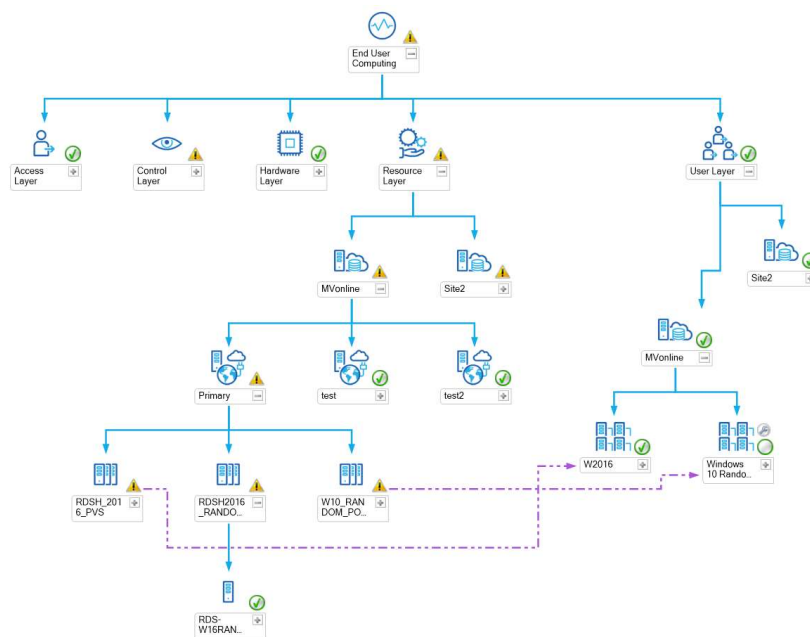 End User
Computing
Access
Layer
Control
Layer
Hardware
Layer
Resource
Layer
User Layer
MVonline
Site2
Site2
MVonline
Primary
test
test2
W2016
Windows
10 Rando...
RDSH_201
6_PVS
RDSH2016
_RANDO...
W10_RAN
DOM_PO...
RDS-
W16RAN...